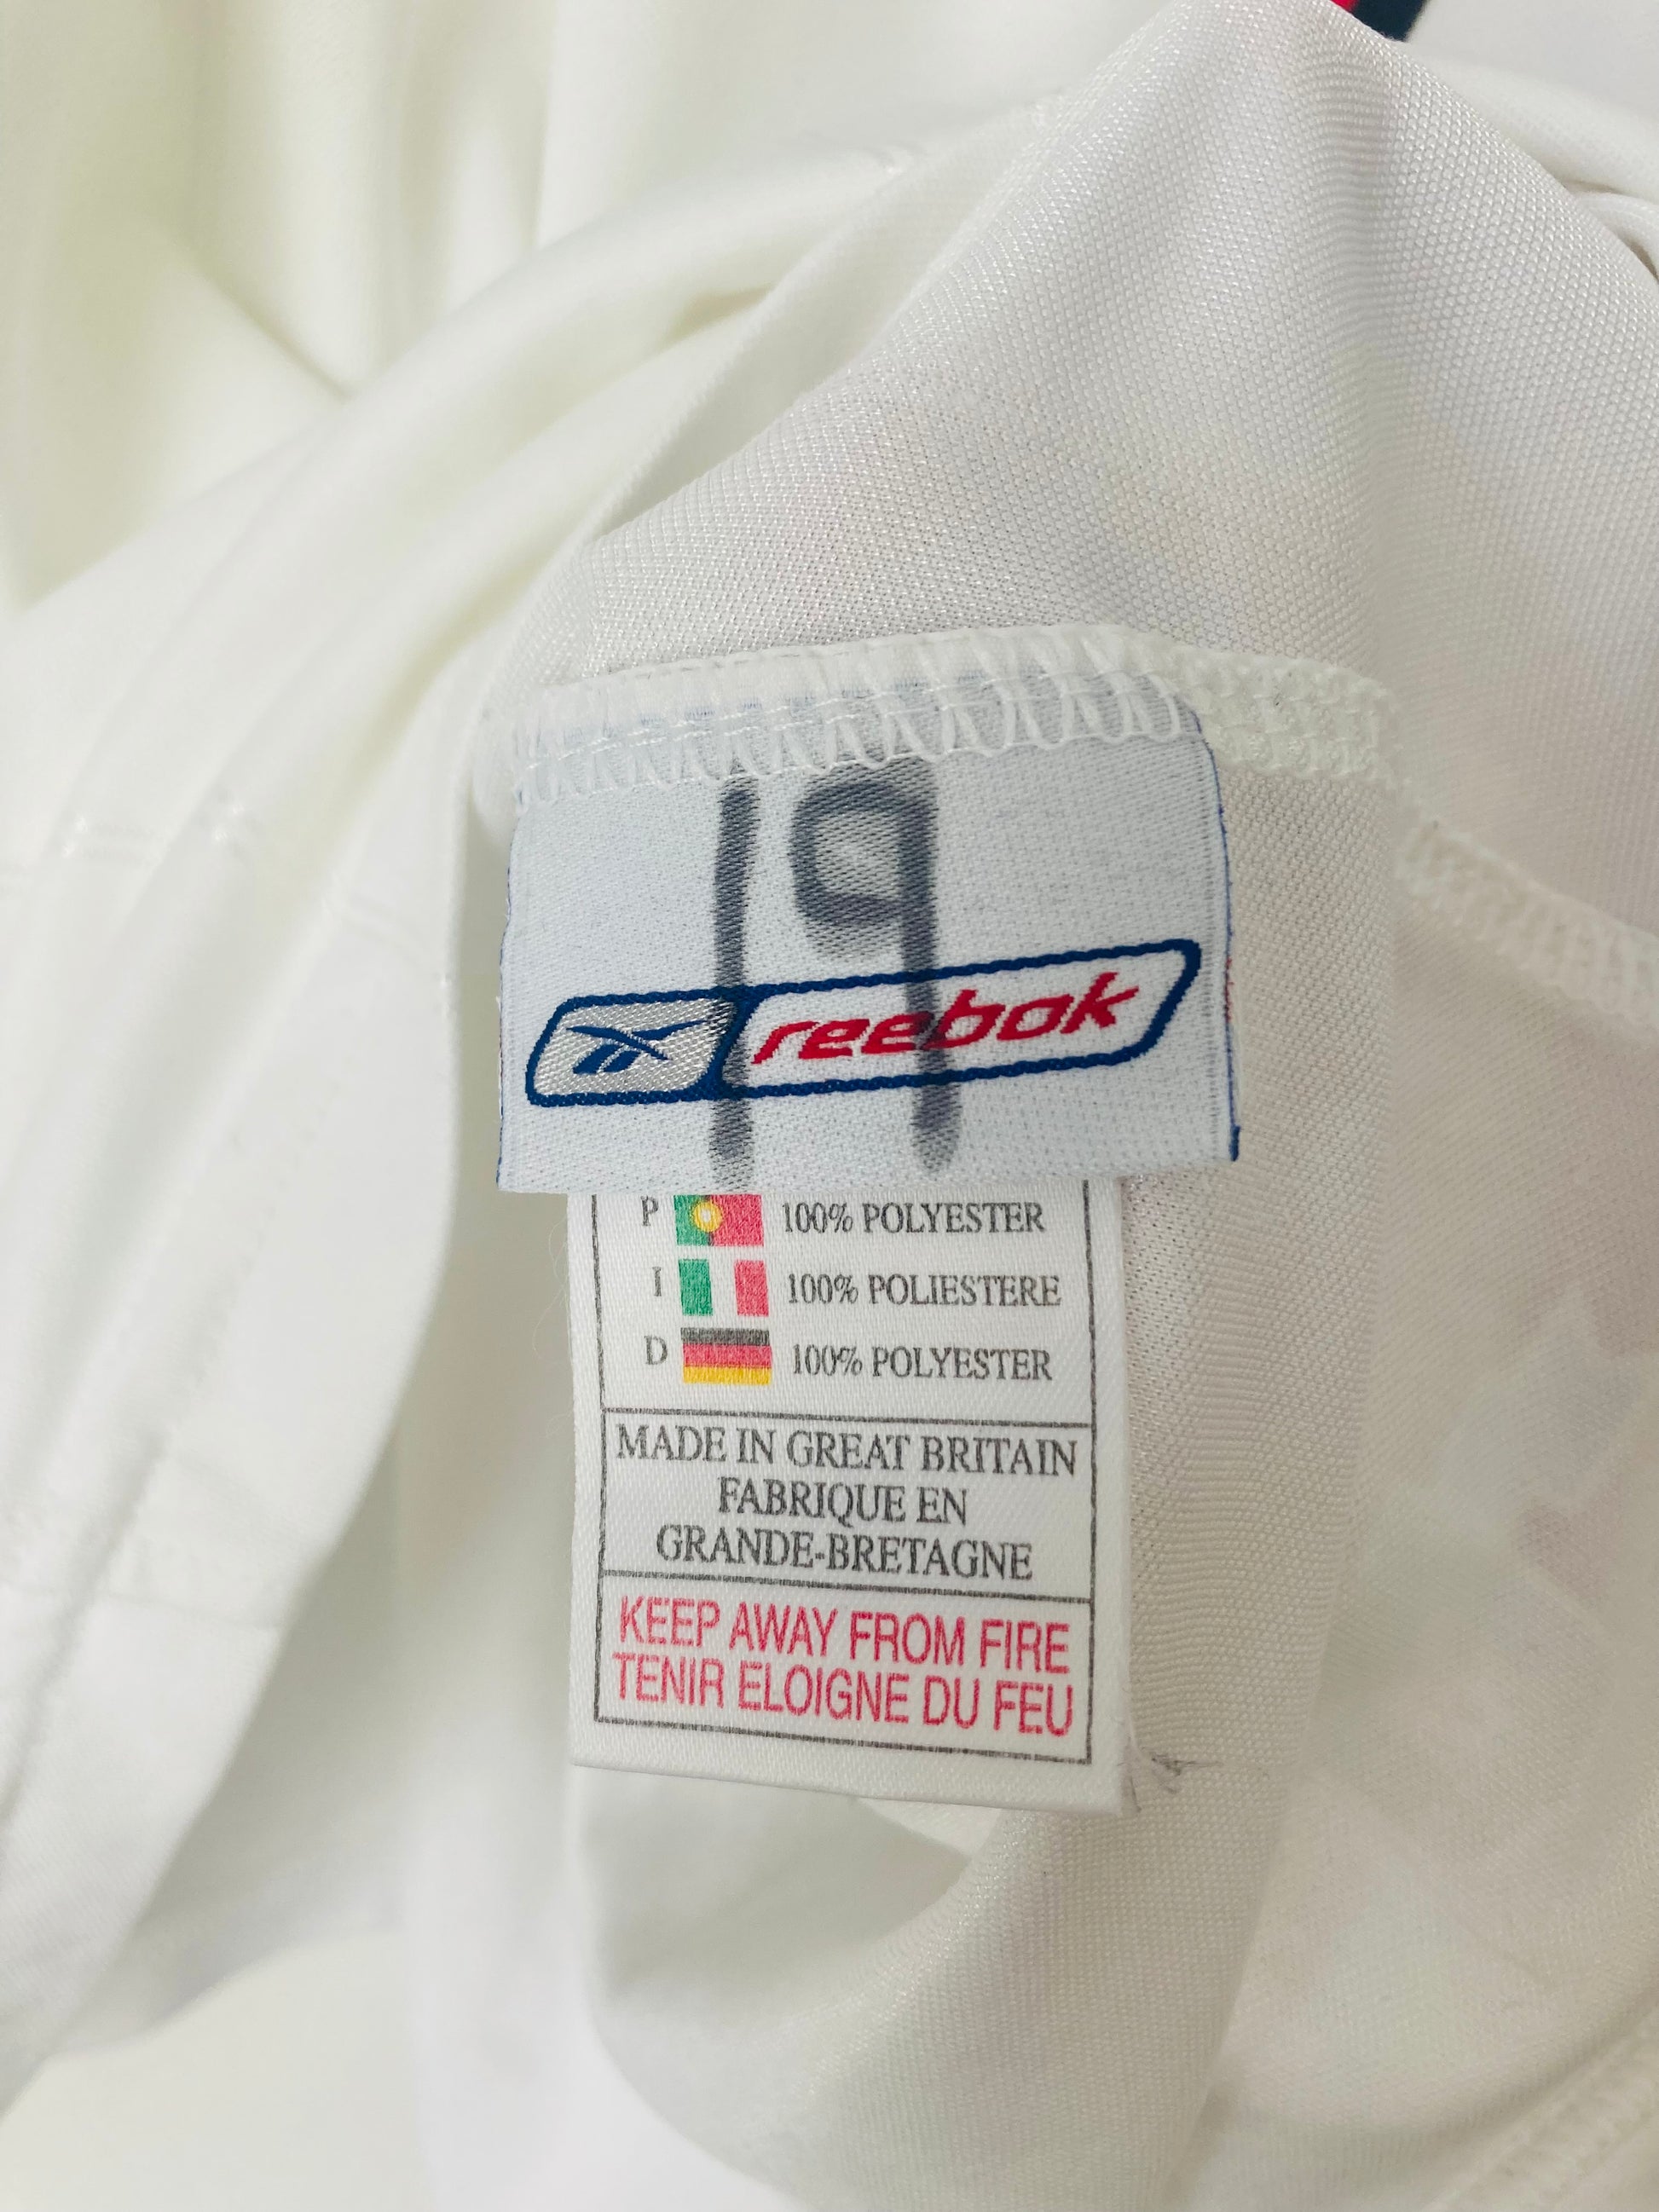 19
reebok
P 100% POLYESTER
I 100% POLIESTERE
D 100% POLYESTER
MADE IN GREAT BRITAIN
FABRIQUE EN
GRANDE-BRETAGNE
KEEP AWAY FROM FIRE
TENIR ELOIGNE DU FEU